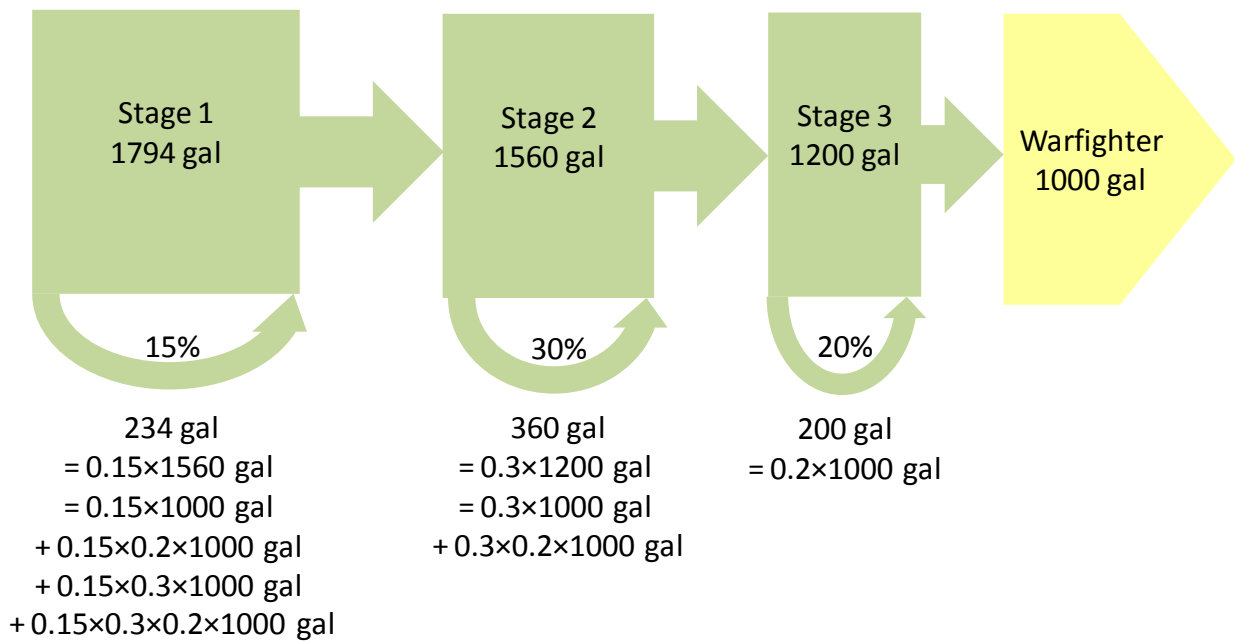 Stage 1
1794 gal
Stage 2
1560 gal
Stage 3
1200 gal
Warfighter
1000 gal
15%
30%
20%
234 gal
= 0.15×1560 gal
= 0.15×1000 gal
+ 0.15×0.2×1000 gal
+ 0.15×0.3×1000 gal
+ 0.15×0.3×0.2×1000 gal
360 gal
= 0.3×1200 gal
= 0.3×1000 gal
+ 0.3×0.2×1000 gal
200 gal
= 0.2×1000 gal